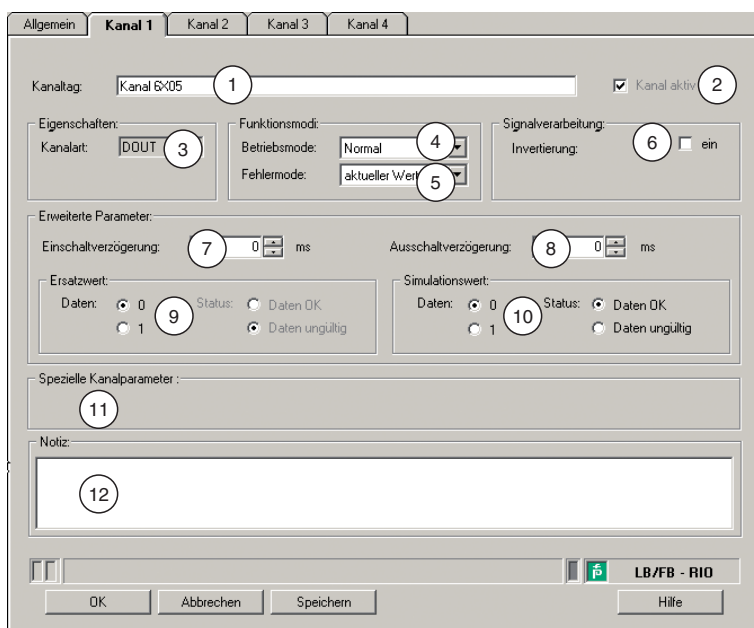 Allgemein Kanal 1 Kanal 2 Kanal 3 Kanal 4
Kanaltag: Kanal 6X05 1 Kanal aktiv 2
Eigenschaften: Funktionsmodi: Signalverarbeitung:
Kanalart: DOUT 3 Betriebsmode: Normal 4 Invertierung: 6 ein
Fehlermode: aktueller Wert 5
Erweiterte Parameter:
Einschaltverzögerung: 7 0 ms Ausschaltverzögerung: 8 0 ms
Ersatzwert: Simulationswert:
Daten: 0 9 Status: Daten OK Daten: 0 10 Status: Daten OK
1 Daten ungültig 1 Daten ungültig
Spezielle Kanalparameter :
11
Notiz:
12
LB/FB - RIO
OK Abbrechen Speichern Hilfe